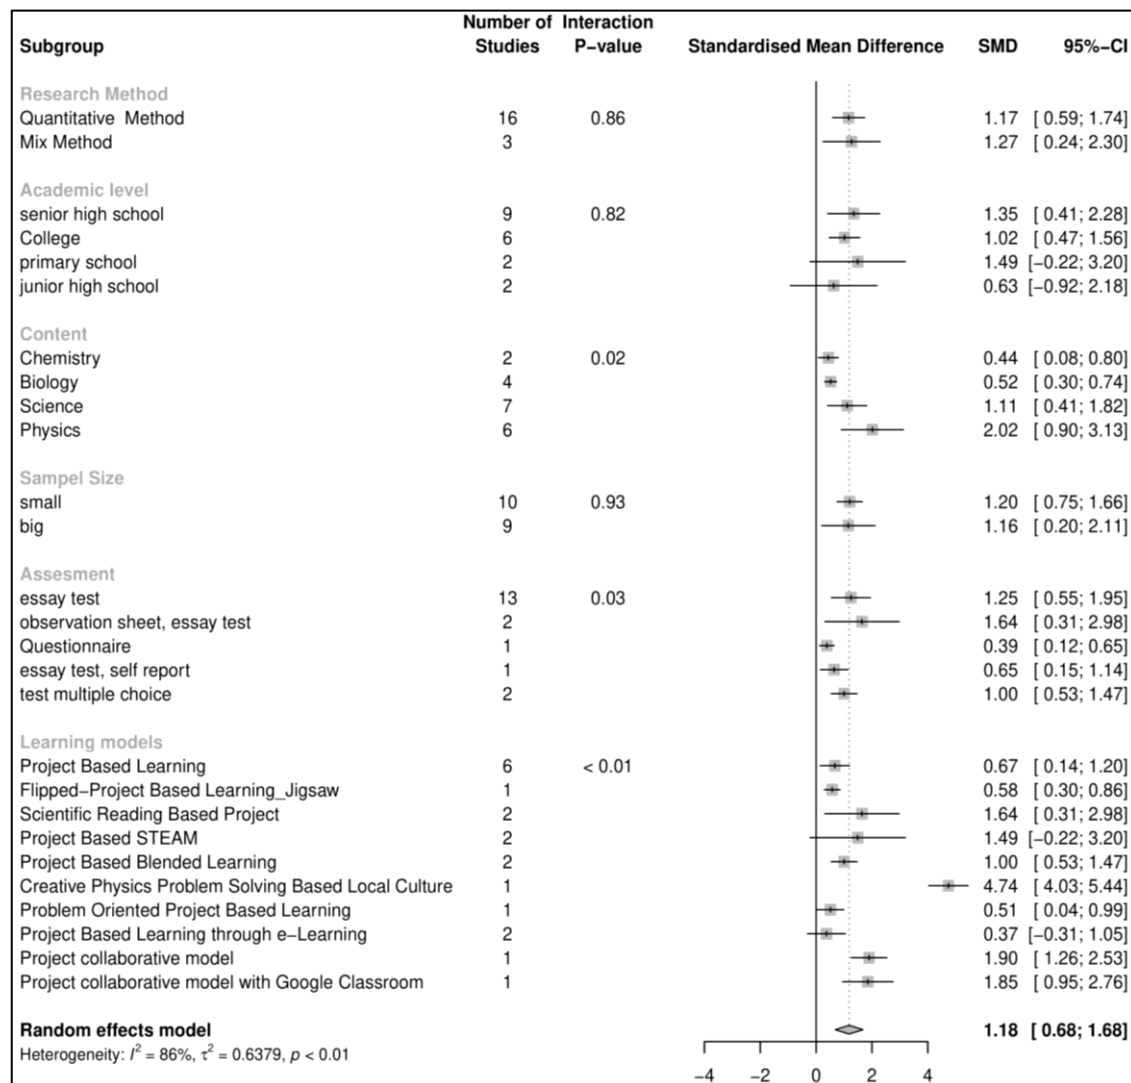 Number of Interaction
Subgroup Studies P-value Standardised Mean Difference SMD 95%-CI
Research Method
Quantitative Method 16 0.86 1.17 [ 0.59; 1.74]
Mix Method 3 1.27 [ 0.24; 2.30]
Academic level
senior high school 9 0.82 1.35 [ 0.41; 2.28]
College 6 1.02 [ 0.47; 1.56]
primary school 2 1.49 [−0.22; 3.20]
junior high school 2 0.63 [−0.92; 2.18]
Content
Chemistry 2 0.02 0.44 [ 0.08; 0.80]
Biology 4 0.52 [ 0.30; 0.74]
Science 7 1.11 [ 0.41; 1.82]
Physics 6 2.02 [ 0.90; 3.13]
Sampel Size
small 10 0.93 1.20 [ 0.75; 1.66]
big 9 1.16 [ 0.20; 2.11]
Assesment
essay test 13 0.03 1.25 [ 0.55; 1.95]
observation sheet, essay test 2 1.64 [ 0.31; 2.98]
Questionnaire 1 0.39 [ 0.12; 0.65]
essay test, self report 1 0.65 [ 0.15; 1.14]
test multiple choice 2 1.00 [ 0.53; 1.47]
Learning models
Project Based Learning 6 < 0.01 0.67 [ 0.14; 1.20]
Flipped−Project Based Learning_Jigsaw 1 0.58 [ 0.30; 0.86]
Scientific Reading Based Project 2 1.64 [ 0.31; 2.98]
Project Based STEAM 2 1.49 [−0.22; 3.20]
Project Based Blended Learning 2 1.00 [ 0.53; 1.47]
Creative Physics Problem Solving Based Local Culture 1 4.74 [ 4.03; 5.44]
Problem Oriented Project Based Learning 1 0.51 [ 0.04; 0.99]
Project Based Learning through e−Learning 2 0.37 [−0.31; 1.05]
Project collaborative model 1 1.90 [ 1.26; 2.53]
Project collaborative model with Google Classroom 1 1.85 [ 0.95; 2.76]
Random effects model 1.18 [ 0.68; 1.68]
Heterogeneity: I² = 86%, τ² = 0.6379, p < 0.01
−4 −2 0 2 4